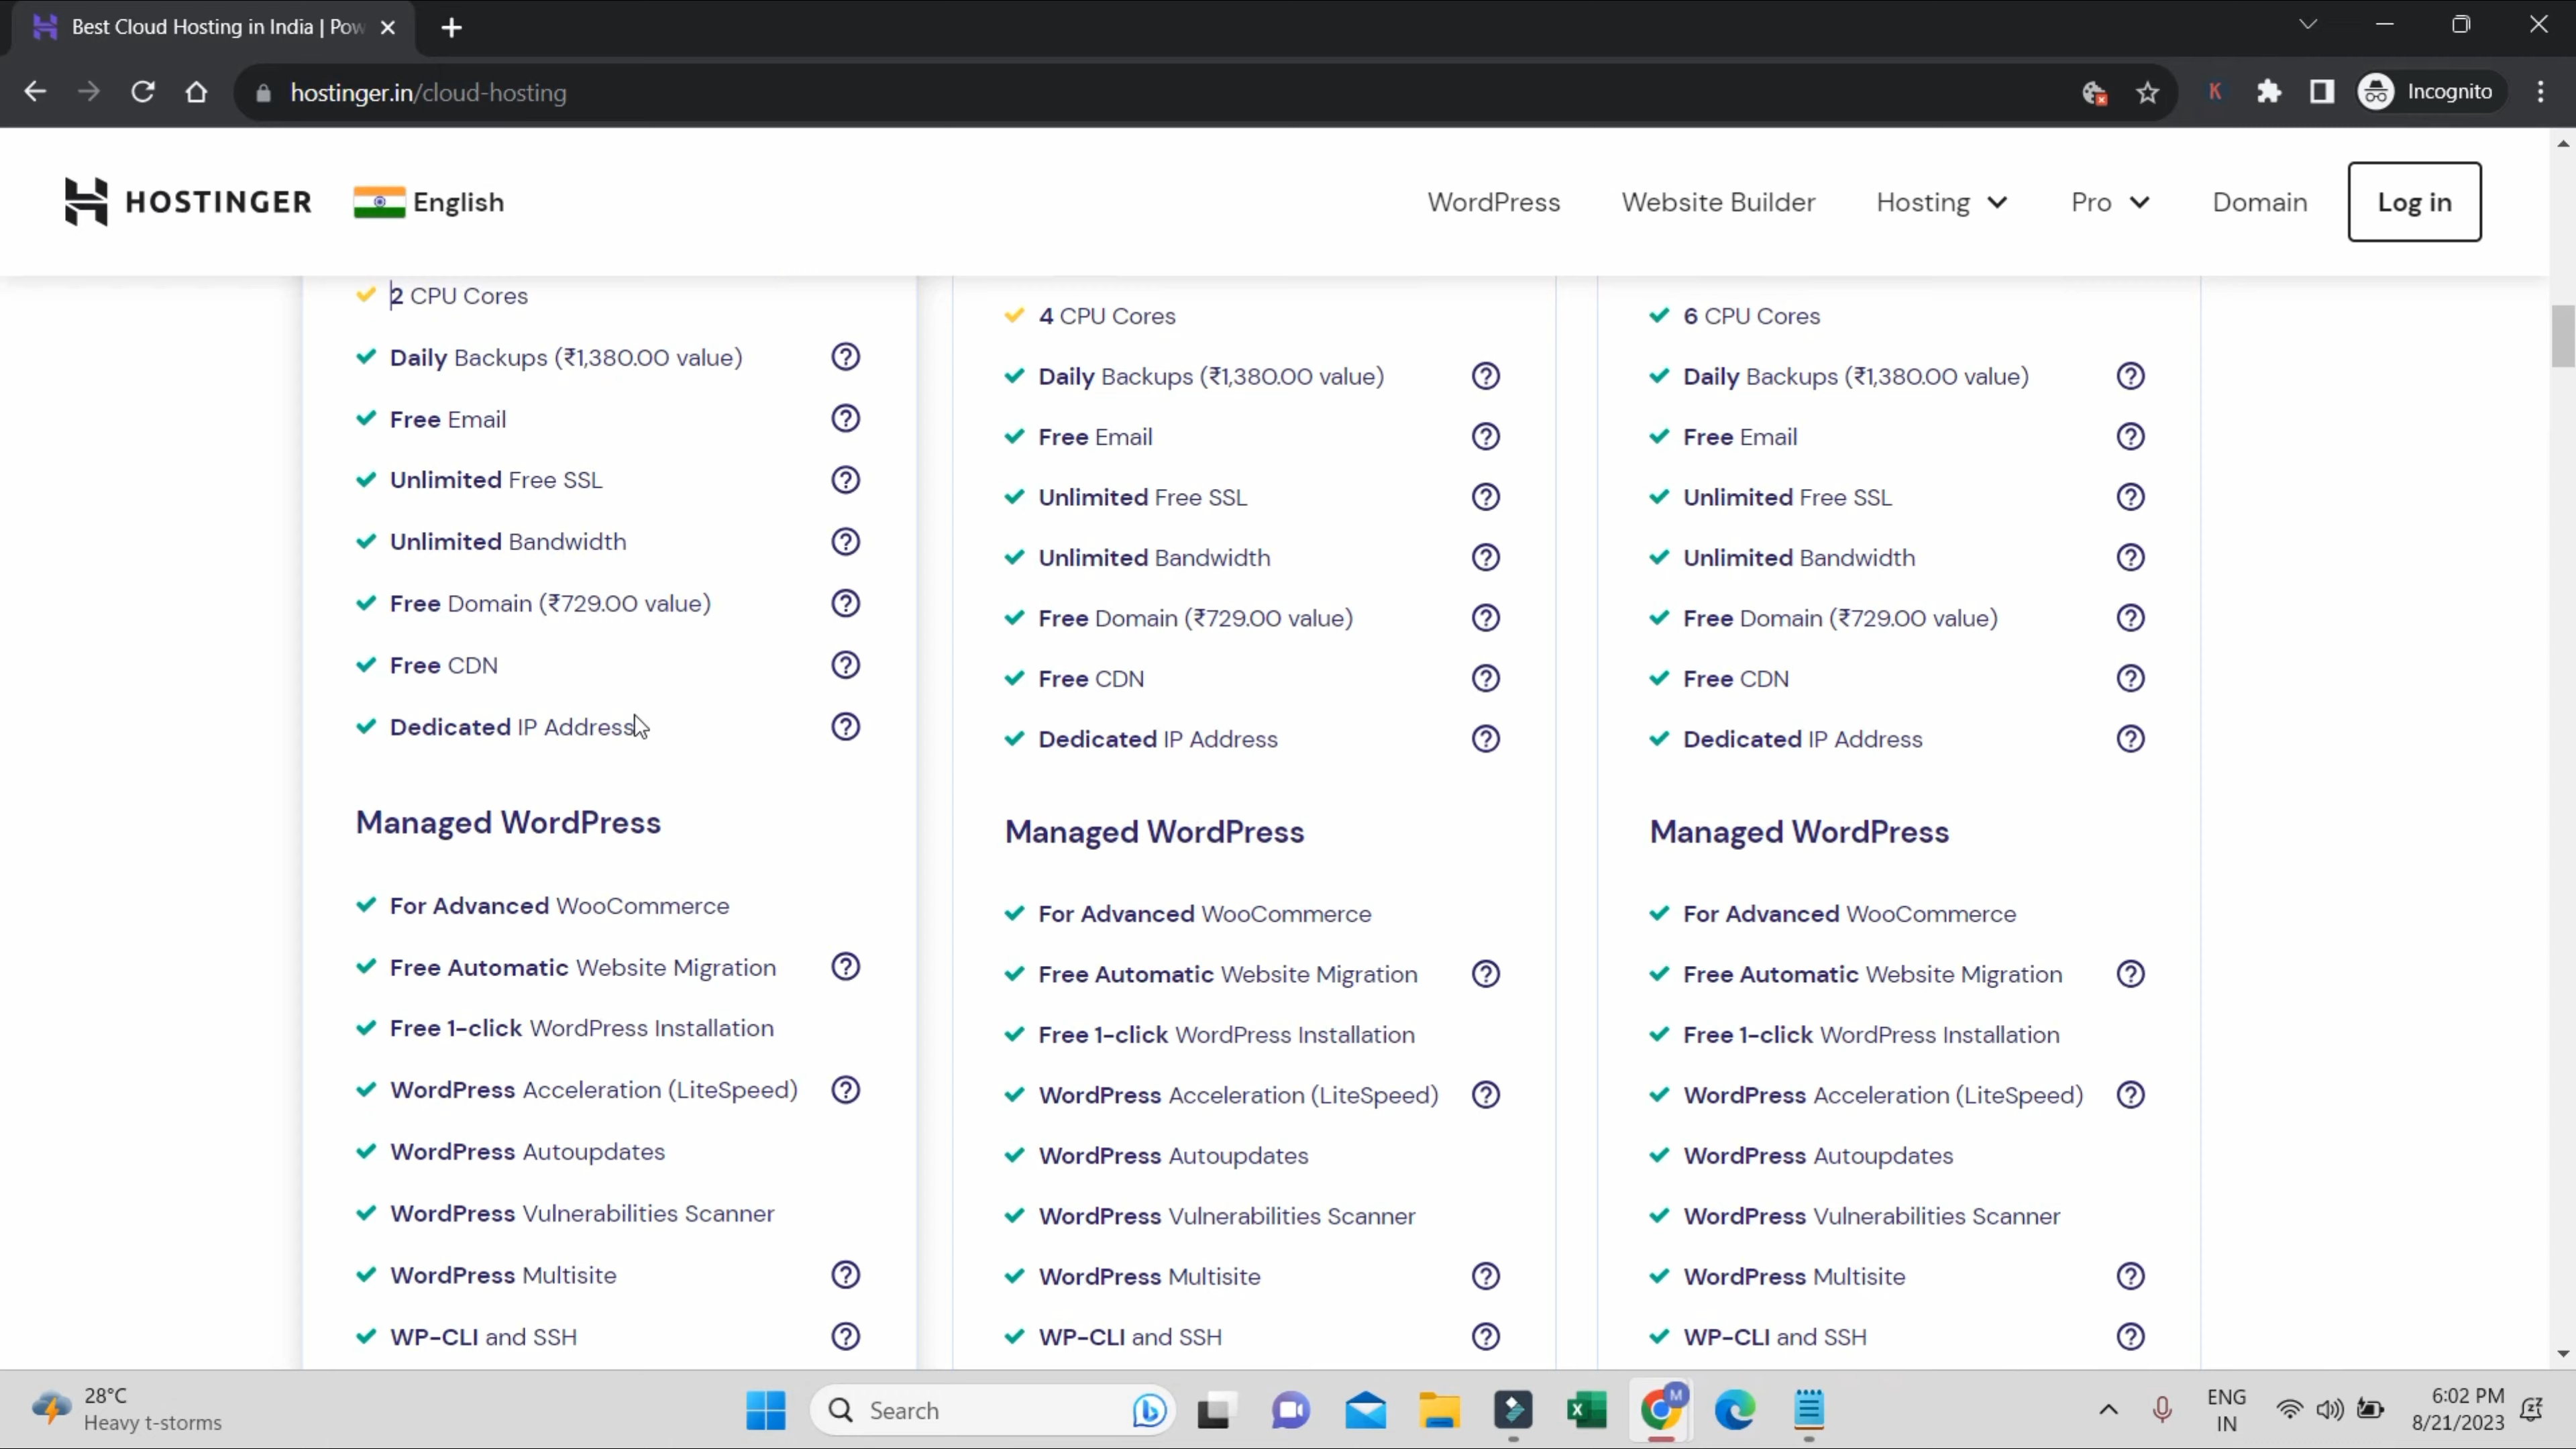 Best Cloud Hosting in India | Pow
hostinger.in/cloud-hosting
K
Incognito
HOSTINGER
English
WordPress
Website Builder
Hosting
Pro
Domain
Log in
2 CPU Cores
Daily Backups (₹1,380.00 value)
Free Email
Unlimited Free SSL
Unlimited Bandwidth
Free Domain (₹729.00 value)
Free CDN
Dedicated IP Address
Managed WordPress
For Advanced WooCommerce
Free Automatic Website Migration
Free 1-click WordPress Installation
WordPress Acceleration (LiteSpeed)
WordPress Autoupdates
WordPress Vulnerabilities Scanner
WordPress Multisite
WP-CLI and SSH
4 CPU Cores
Daily Backups (₹1,380.00 value)
Free Email
Unlimited Free SSL
Unlimited Bandwidth
Free Domain (₹729.00 value)
Free CDN
Dedicated IP Address
Managed WordPress
For Advanced WooCommerce
Free Automatic Website Migration
Free 1-click WordPress Installation
WordPress Acceleration (LiteSpeed)
WordPress Autoupdates
WordPress Vulnerabilities Scanner
WordPress Multisite
WP-CLI and SSH
6 CPU Cores
Daily Backups (₹1,380.00 value)
Free Email
Unlimited Free SSL
Unlimited Bandwidth
Free Domain (₹729.00 value)
Free CDN
Dedicated IP Address
Managed WordPress
For Advanced WooCommerce
Free Automatic Website Migration
Free 1-click WordPress Installation
WordPress Acceleration (LiteSpeed)
WordPress Autoupdates
WordPress Vulnerabilities Scanner
WordPress Multisite
WP-CLI and SSH
28°C
Heavy t-storms
Search
M
ENG
IN
6:02 PM
8/21/2023